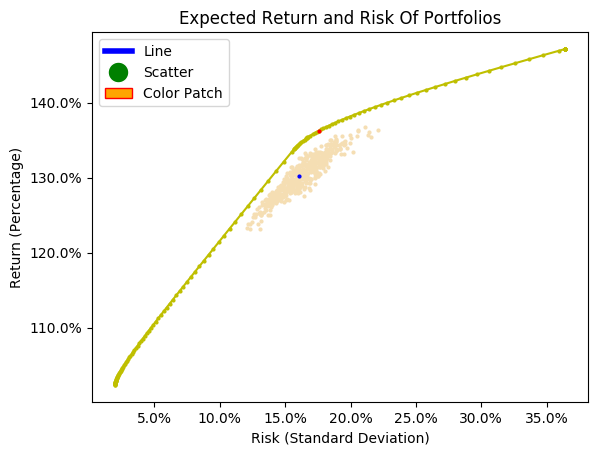 Expected Return and Risk Of Portfolios
Line
Scatter
Color Patch
Return (Percentage)
140.0%
130.0%
120.0%
110.0%
5.0% 10.0% 15.0% 20.0% 25.0% 30.0% 35.0%
Risk (Standard Deviation)